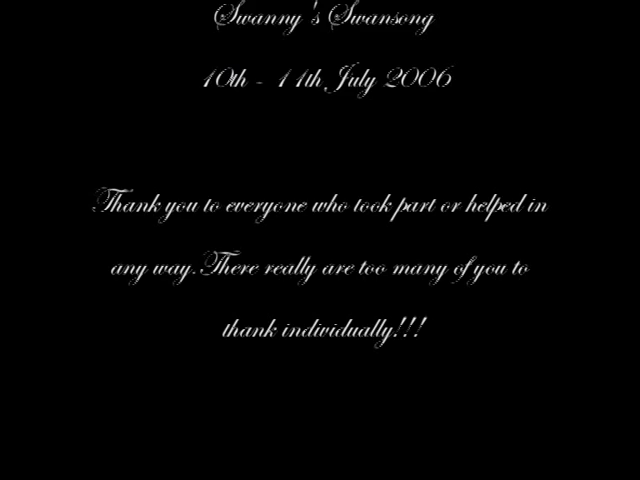 Swanny's Swansong
10th - 11th July 2006
Thank you to everyone who took part or helped in
any way. There really are too many of you to
thank individually!!!